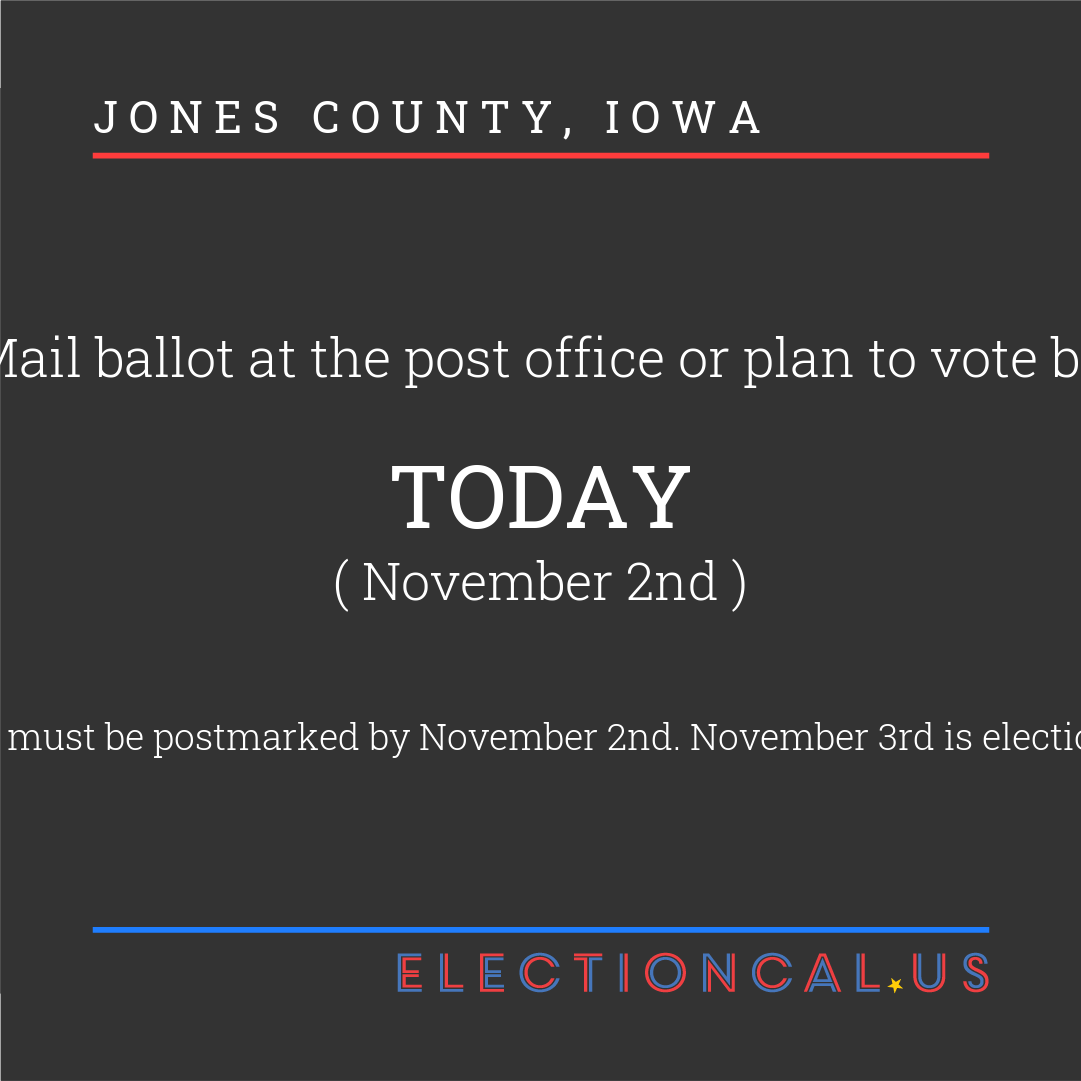 JONES COUNTY, IOWA
Mail ballot at the post office or plan to vote b
TODAY
( November 2nd )
must be postmarked by November 2nd. November 3rd is electio
ELECTIONCAL.US